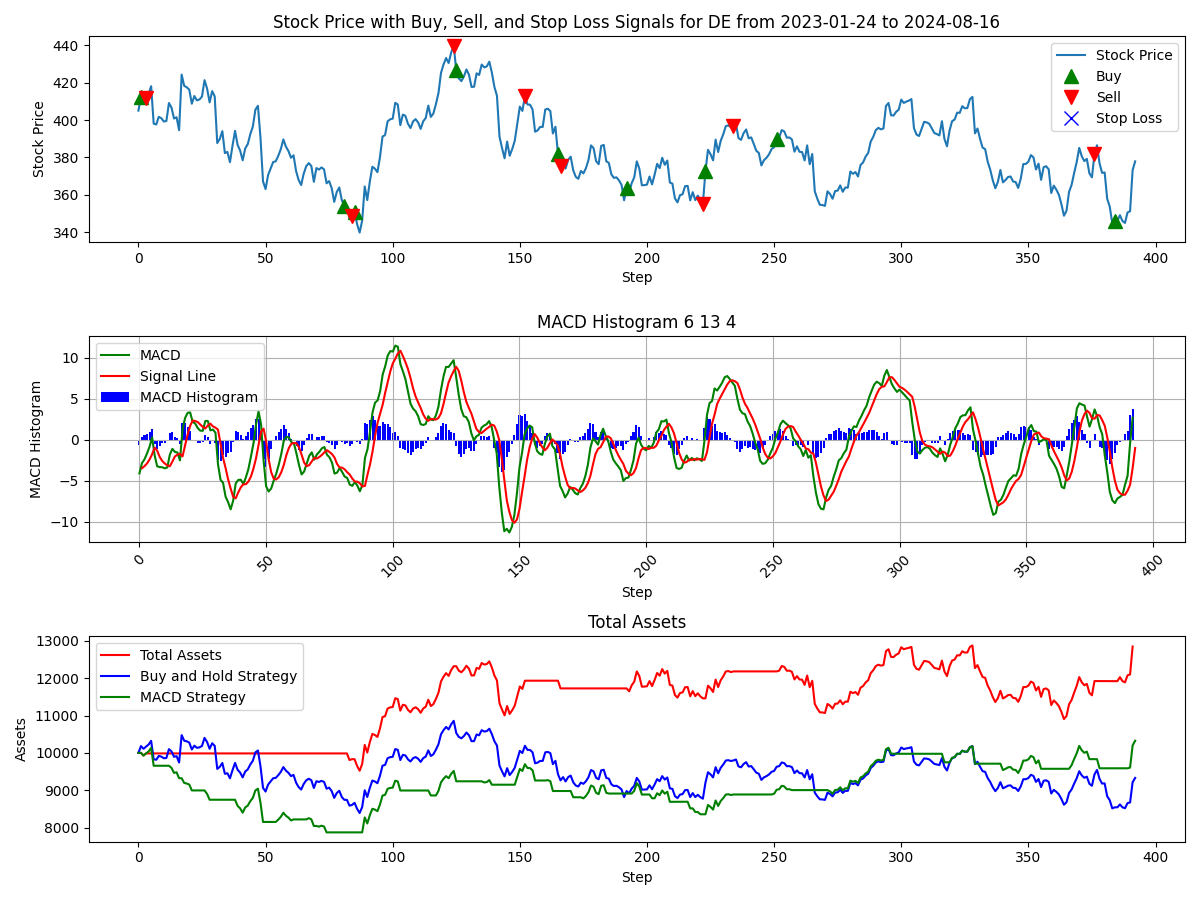 Stock Price with Buy, Sell, and Stop Loss Signals for DE from 2023-01-24 to 2024-08-16
440
420
400
380
360
340
Stock Price
Stock Price
Buy
Sell
Stop Loss
0 50 100 150 200 250 300 350 400
Step
MACD Histogram 6 13 4
10
5
0
−5
−10
MACD Histogram
MACD
Signal Line
MACD Histogram
0 50 100 150 200 250 300 350 400
Step
Total Assets
13000
12000
11000
10000
9000
8000
Assets
Total Assets
Buy and Hold Strategy
MACD Strategy
0 50 100 150 200 250 300 350 400
Step